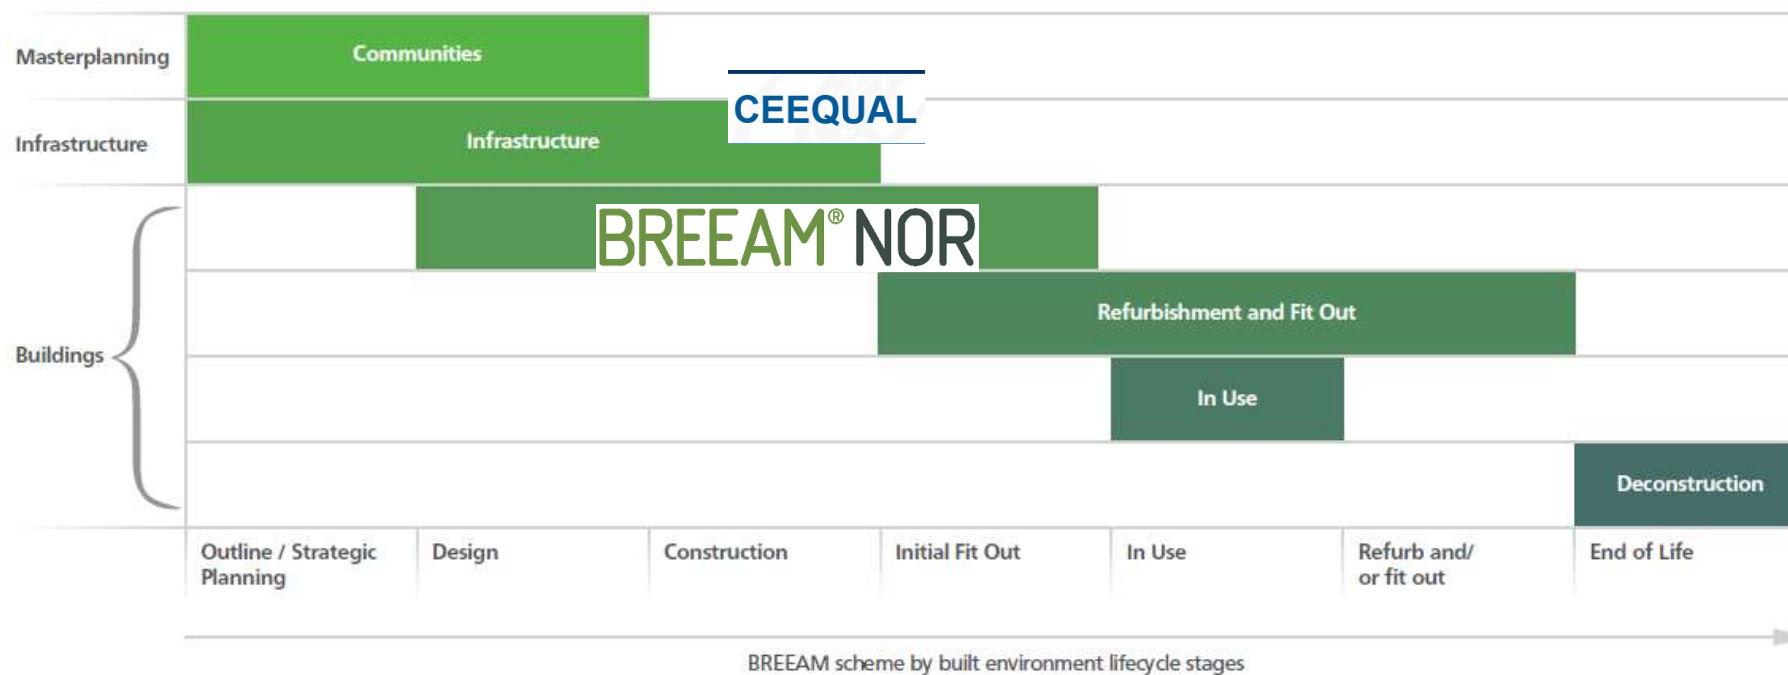 Masterplanning
Communities
CEEQUAL
Infrastructure
Infrastructure
BREEAM® NOR
Refurbishment and Fit Out
Buildings
In Use
Deconstruction
Outline / Strategic
Planning
Design
Construction
Initial Fit Out
In Use
Refurb and/
or fit out
End of Life
BREEAM scheme by built environment lifecycle stages